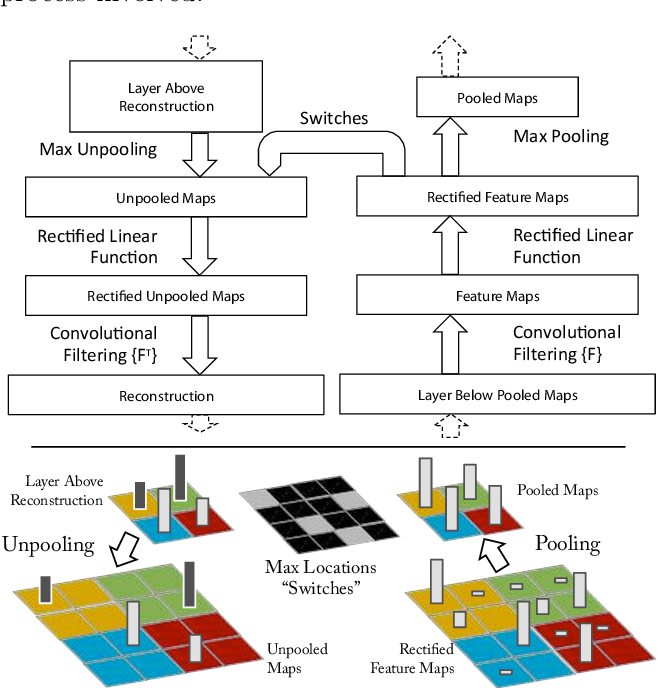 process involved.
Layer Above
Reconstruction
Pooled Maps
Switches
Max Unpooling
Max Pooling
Unpooled Maps
Rectified Feature Maps
Rectified Linear
Function
Rectified Linear
Function
Rectified Unpooled Maps
Feature Maps
Convolutional
Filtering {Fᵀ}
Convolutional
Filtering {F}
Reconstruction
Layer Below Pooled Maps
Layer Above
Reconstruction
Pooled Maps
Unpooling
Pooling
Max Locations
“Switches”
Unpooled
Maps
Rectified
Feature Maps